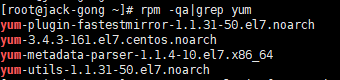 [root@jack-gong ~]# rpm -qa|grep yum
yum-plugin-fastestmirror-1.1.31-50.el7.noarch
yum-3.4.3-161.el7.centos.noarch
yum-metadata-parser-1.1.4-10.el7.x86_64
yum-utils-1.1.31-50.el7.noarch